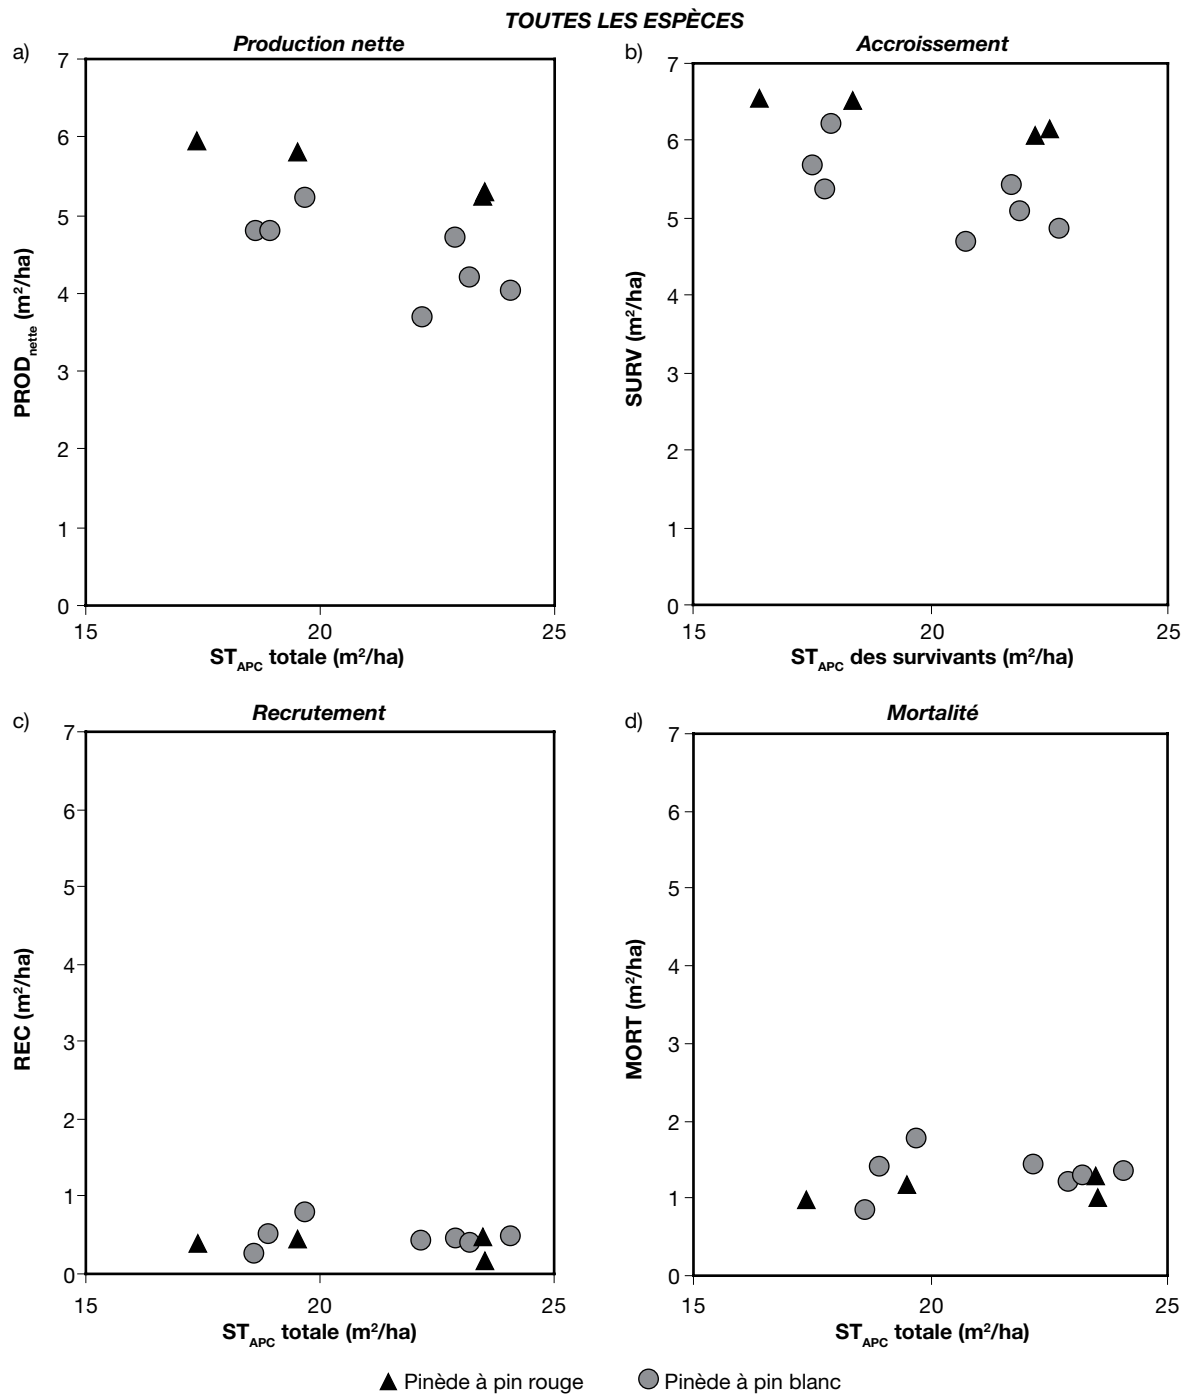 TOUTES LES ESPÈCES
a)
Production nette
7
6
5
4
3
2
1
0
PRODnette (m²/ha)
15 20 25
STAPC totale (m²/ha)
b)
Accroissement
7
6
5
4
3
2
1
0
SURV (m²/ha)
15 20 25
STAPC des survivants (m²/ha)
c)
Recrutement
7
6
5
4
3
2
1
0
REC (m²/ha)
15 20 25
STAPC totale (m²/ha)
d)
Mortalité
7
6
5
4
3
2
1
0
MORT (m²/ha)
15 20 25
STAPC totale (m²/ha)
Pinède à pin rouge Pinède à pin blanc